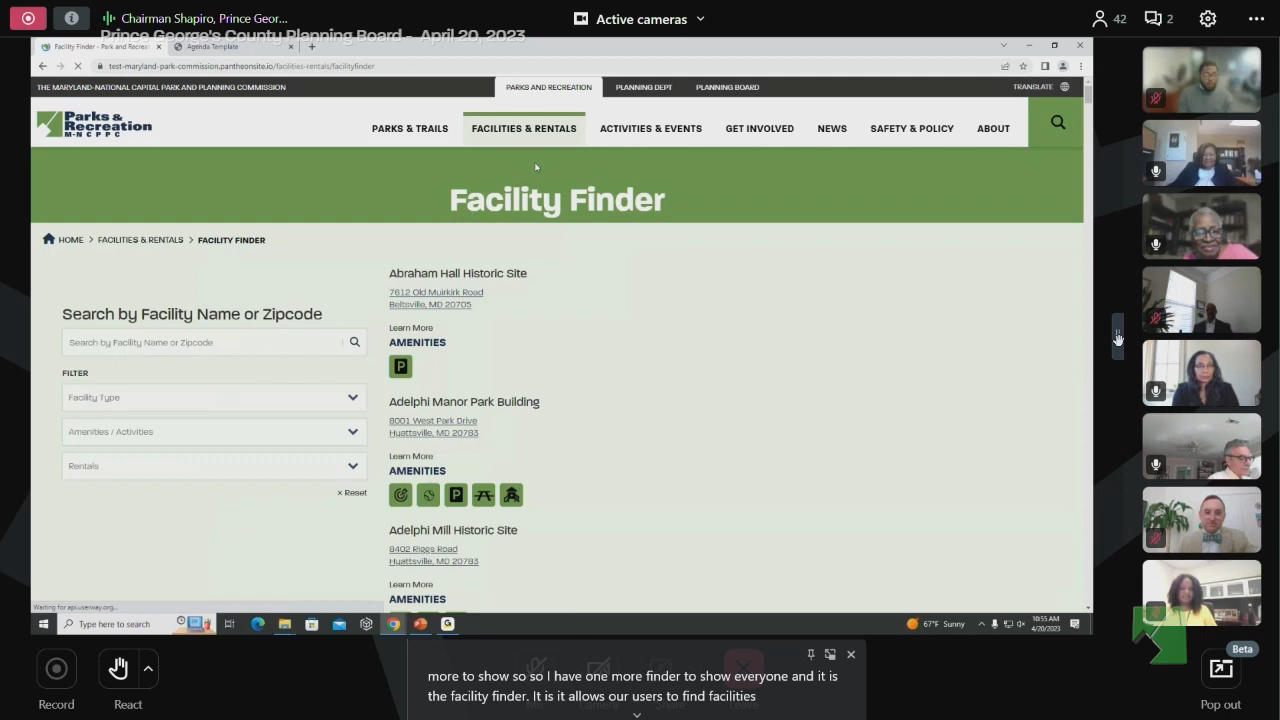 Chairman Shapiro, Prince Geor...
Active cameras
42
2
Prince George's County Planning Board - April 20, 2023
Facility Finder - Park and Recreat
Agenda Template
test-maryland-park-commission.pantheonsite.io/facilities-rentals/facilityfinder
THE MARYLAND-NATIONAL CAPITAL PARK AND PLANNING COMMISSION
PARKS AND RECREATION
PLANNING DEPT
PLANNING BOARD
TRANSLATE
Parks &
Recreation
M-NCPPC
PARKS & TRAILS
FACILITIES & RENTALS
ACTIVITIES & EVENTS
GET INVOLVED
NEWS
SAFETY & POLICY
ABOUT
Facility Finder
HOME > FACILITIES & RENTALS > FACILITY FINDER
Search by Facility Name or Zipcode
Search by Facility Name or Zipcode
FILTER
Facility Type
Amenities / Activities
Rentals
× Reset
Abraham Hall Historic Site
7612 Old Muirkirk Road
Beltsville, MD 20705
Learn More
AMENITIES
P
Adelphi Manor Park Building
8001 West Park Drive
Hyattsville, MD 20783
Learn More
AMENITIES
P
Adelphi Mill Historic Site
8402 Riggs Road
Hyattsville, MD 20783
Learn More
AMENITIES
Waiting for api.userway.org...
Type here to search
67°F Sunny
10:55 AM
4/20/2023
more to show so so I have one more finder to show everyone and it is
the facility finder. It is it allows our users to find facilities
Record
React
Beta
Pop out